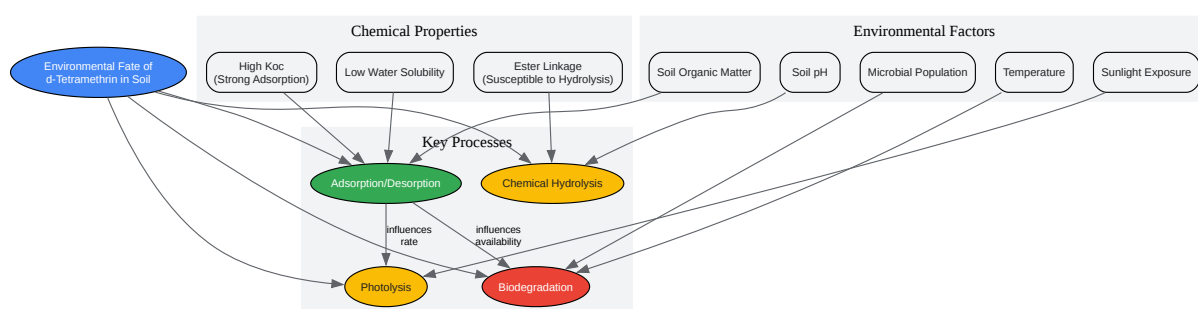 Chemical Properties
Environmental Factors
Environmental Fate of
d-Tetramethrin in Soil
High Koc
(Strong Adsorption)
Low Water Solubility
Ester Linkage
(Susceptible to Hydrolysis)
Soil Organic Matter
Soil pH
Microbial Population
Temperature
Sunlight Exposure
Key Processes
Adsorption/Desorption
Chemical Hydrolysis
influences
rate
influences
availability
Photolysis
Biodegradation